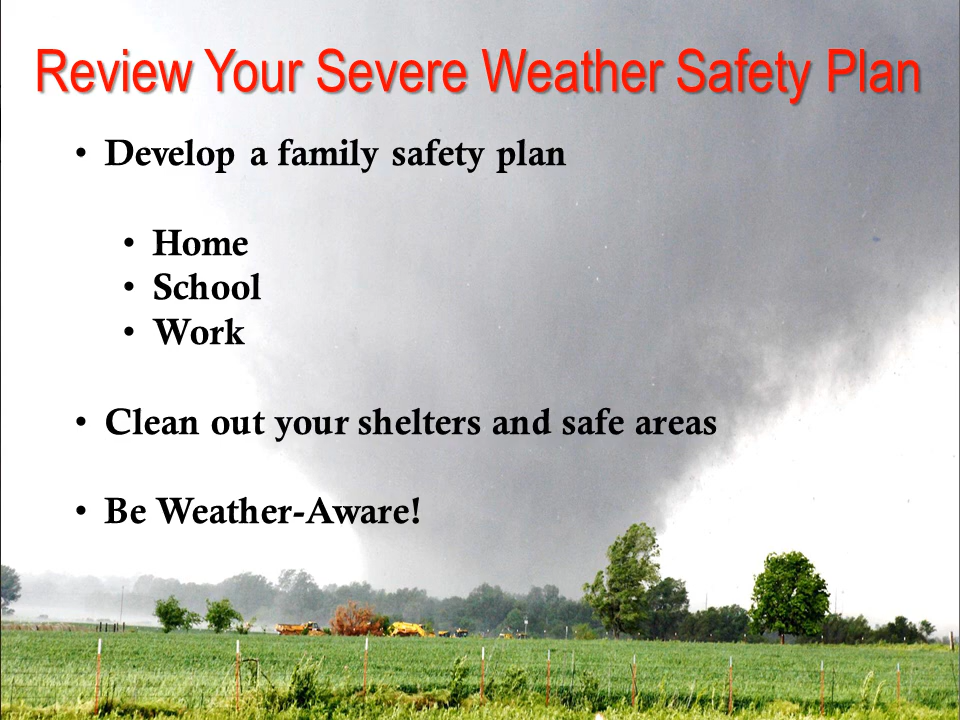 Review Your Severe Weather Safety Plan
• Develop a family safety plan
• Home
• School
• Work
• Clean out your shelters and safe areas
• Be Weather-Aware!